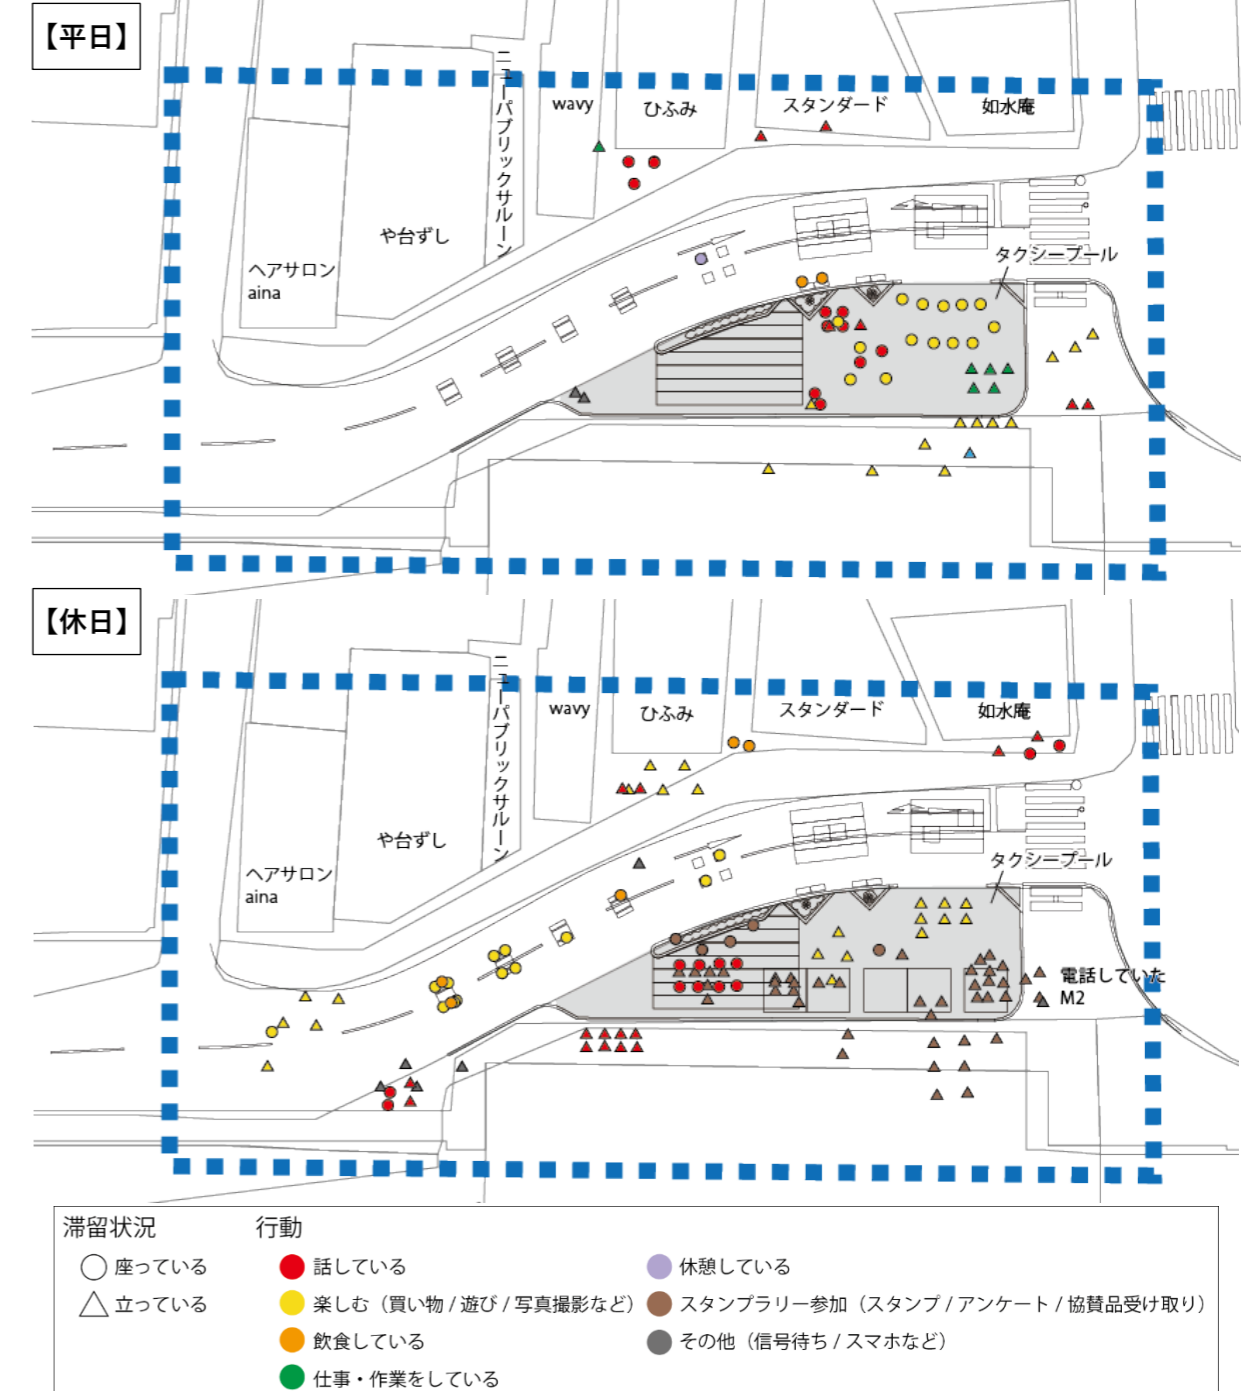 【平日】
ニューパブリックサルーン
wavy
ひふみ
スタンダード
如水庵
や台ずし
ヘアサロン
aina
タクシープール
【休日】
ニューパブリックサルーン
wavy
ひふみ
スタンダード
如水庵
や台ずし
ヘアサロン
aina
タクシープール
電話していた
M2
滞留状況
行動
座っている
話している
休憩している
立っている
楽しむ（買い物 / 遊び / 写真撮影など）
スタンプラリー参加（スタンプ / アンケート / 協賛品受け取り）
飲食している
その他（信号待ち / スマホなど）
仕事・作業をしている